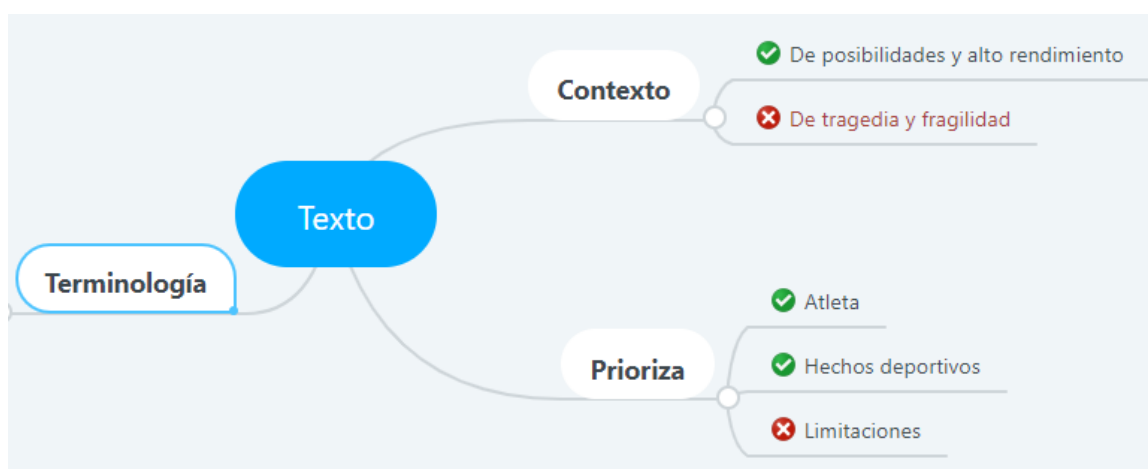 Texto
Contexto
De posibilidades y alto rendimiento
De tragedia y fragilidad
Terminología
Prioriza
Atleta
Hechos deportivos
Limitaciones